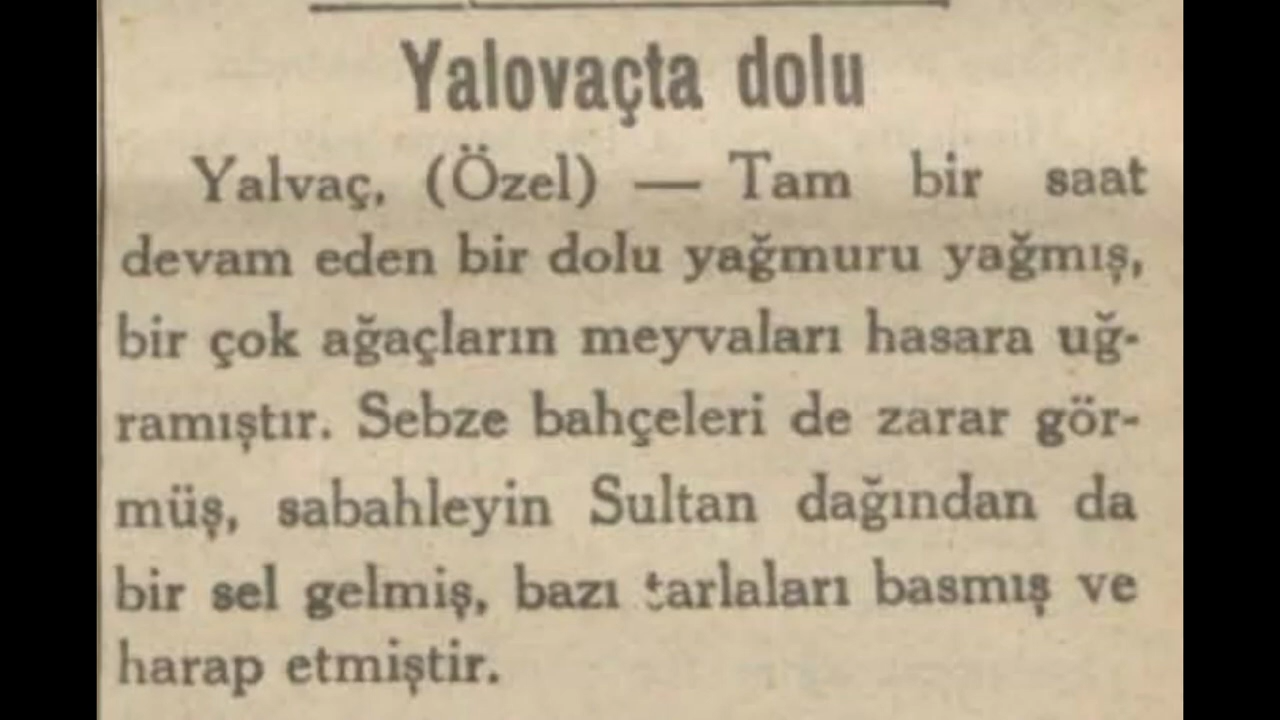 Yalovaçta dolu
Yalvaç, (Özel) — Tam bir saat
devam eden bir dolu yağmuru yağmış,
bir çok ağaçların meyvaları hasara uğ-
ramıştır. Sebze bahçeleri de zarar gör-
müş, sabahleyin Sultan dağından da
bir sel gelmiş, bazı tarlaları basmış ve
harap etmiştir.